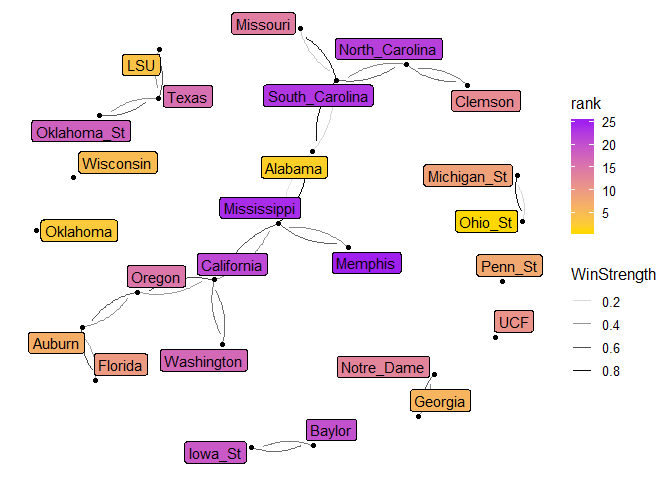 Missouri
North_Carolina
LSU
Texas
South_Carolina
Clemson
Oklahoma_St
Wisconsin
Alabama
Michigan_St
Mississippi
Ohio_St
Oklahoma
California
Memphis
Oregon
Penn_St
UCF
Auburn
Florida
Washington
Notre_Dame
Georgia
Baylor
Iowa_St
rank
25
20
15
10
5
WinStrength
0.2
0.4
0.6
0.8